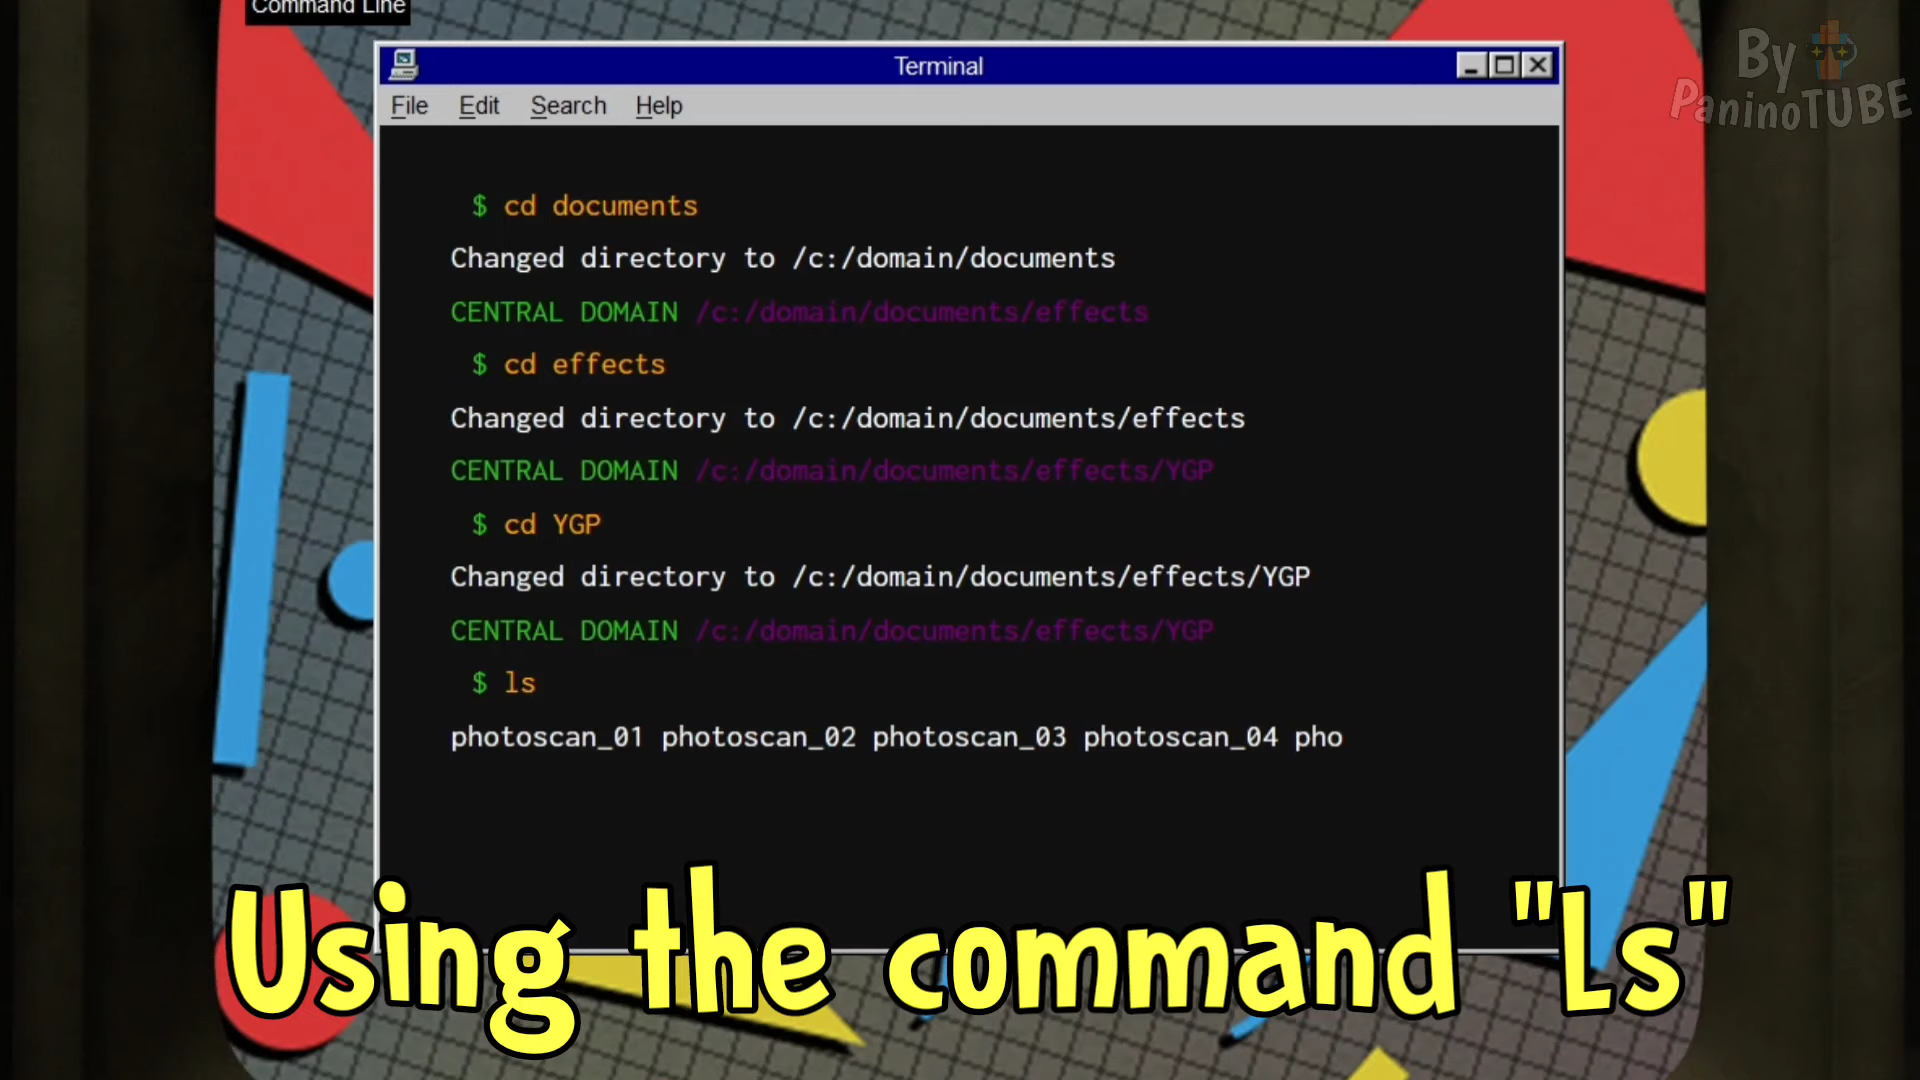 Command Line
By
PaninoTUBE
Terminal
File Edit Search Help
$ cd documents
Changed directory to /c:/domain/documents
CENTRAL DOMAIN /c:/domain/documents/effects
$ cd effects
Changed directory to /c:/domain/documents/effects
CENTRAL DOMAIN /c:/domain/documents/effects/YGP
$ cd YGP
Changed directory to /c:/domain/documents/effects/YGP
CENTRAL DOMAIN /c:/domain/documents/effects/YGP
$ ls
photoscan_01 photoscan_02 photoscan_03 photoscan_04 pho
Using the command "Ls"